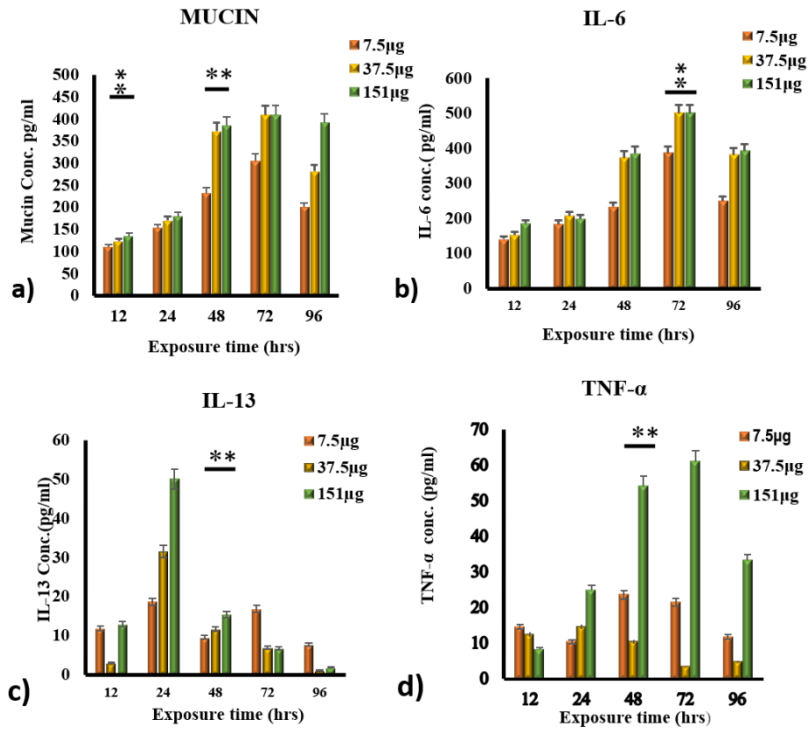 MUCIN
7.5µg
37.5µg
151µg
**
**
Mucin Conc. pg/ml
500
450
400
350
300
250
200
150
100
50
0
12 24 48 72 96
Exposure time (hrs)
a)
IL-6
7.5µg
37.5µg
151µg
**
IL-6 conc.( pg/ml)
600
500
400
300
200
100
0
12 24 48 72 96
Exposure time (hrs)
b)
IL-13
7.5µg
37.5µg
151µg
**
IL-13 Conc.(pg/ml)
60
50
40
30
20
10
0
12 24 48 72 96
Exposure time (hrs)
c)
TNF-α
7.5µg
37.5µg
151µg
**
TNF-α conc. (pg/ml)
70
60
50
40
30
20
10
0
12 24 48 72 96
Exposure time (hrs)
d)